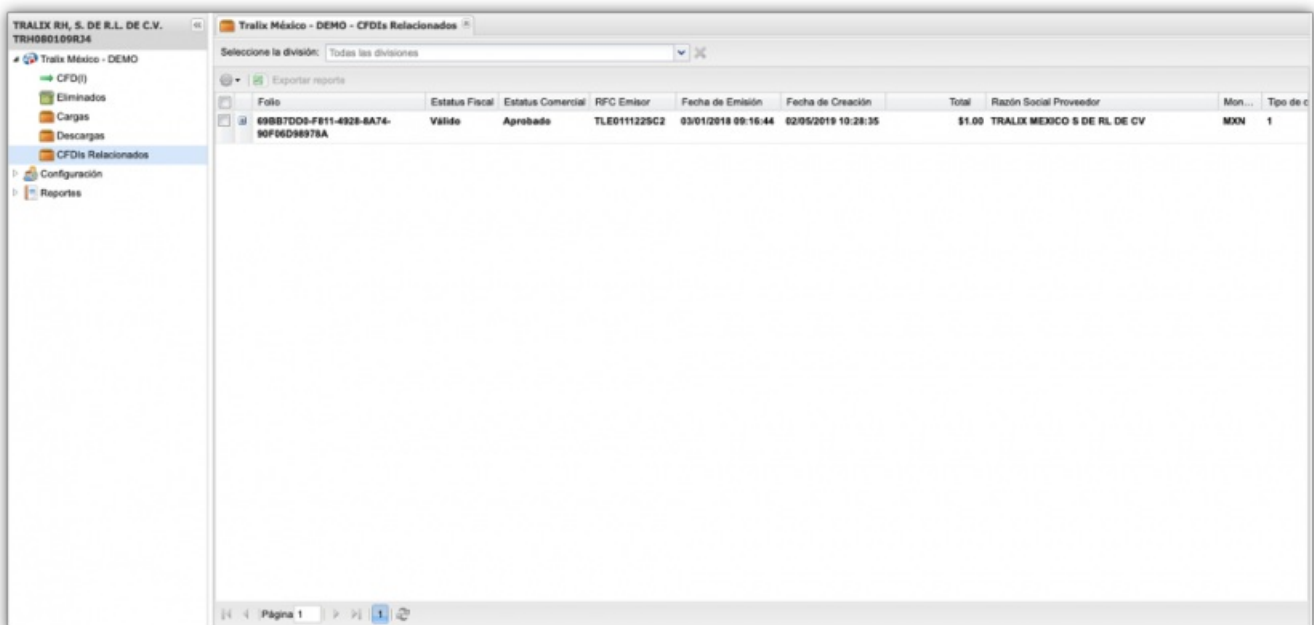 TRALIX RH, S. DE R.L. DE C.V.
TRH080109RJ4
Tralix México - DEMO
CFD(I)
Eliminados
Cargas
Descargas
CFDIs Relacionados
Configuración
Reportes
Tralix México - DEMO - CFDIs Relacionados
Seleccione la división: Todas las divisiones
Exportar reporte
Folio Estatus Fiscal Estatus Comercial RFC Emisor Fecha de Emisión Fecha de Creación Total Razón Social Proveedor Mon... Tipo de c
69BB7DD0-F811-4928-8A74- Válido Aprobado TLE011122SC2 03/01/2018 09:16:44 02/05/2019 10:28:35 $1.00 TRALIX MEXICO S DE RL DE CV MXN 1
90F06D98978A
Página 1 1